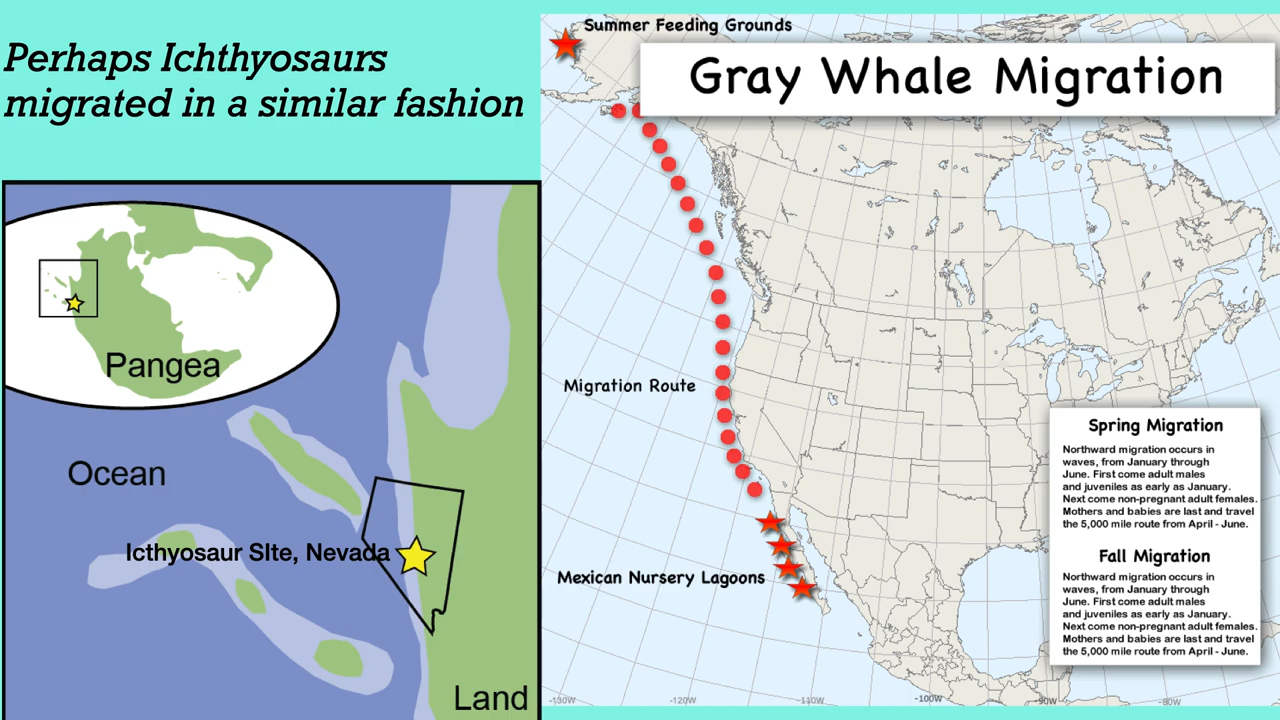 Perhaps Ichthyosaurs
migrated in a similar fashion
Pangea
Ocean
Icthyosaur SIte, Nevada
Land
Summer Feeding Grounds
Gray Whale Migration
Migration Route
Mexican Nursery Lagoons
Spring Migration
Northward migration occurs in
waves, from January through
June. First come adult males
and juveniles as early as January.
Next come non-pregnant adult females.
Mothers and babies are last and travel
the 5,000 mile route from April - June.
Fall Migration
Northward migration occurs in
waves, from January through
June. First come adult males
and juveniles as early as January.
Next come non-pregnant adult females.
Mothers and babies are last and travel
the 5,000 mile route from April - June.
-130W -120W -110W -100W -90W -80W